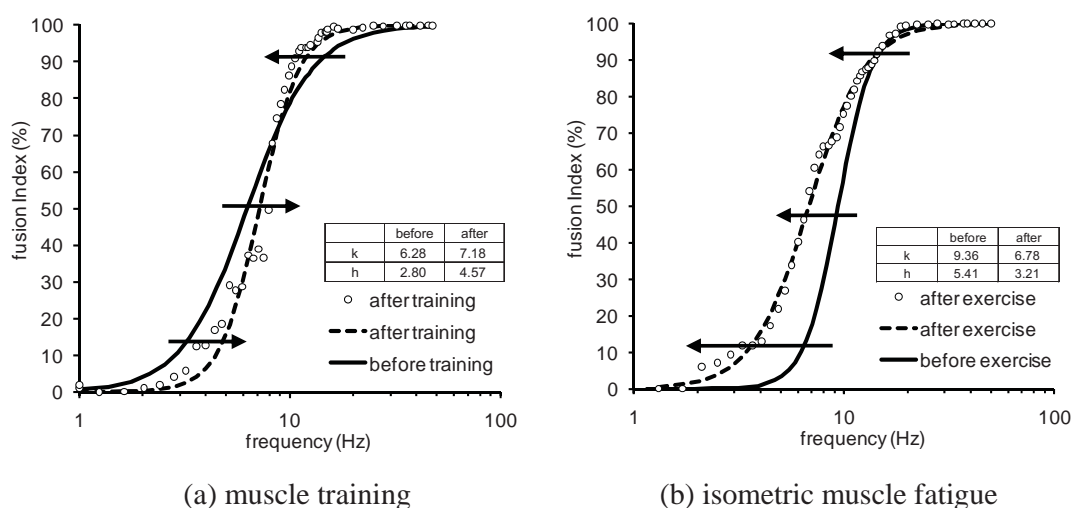 100
90
80
70
60
50
40
30
20
10
0
fusion Index (%)
1 10 100
frequency (Hz)
before after
k 6.28 7.18
h 2.80 4.57
after training
after training
before training
(a) muscle training
100
90
80
70
60
50
40
30
20
10
0
fusion Index (%)
1 10 100
frequency (Hz)
before after
k 9.36 6.78
h 5.41 3.21
after exercise
after exercise
before exercise
(b) isometric muscle fatigue